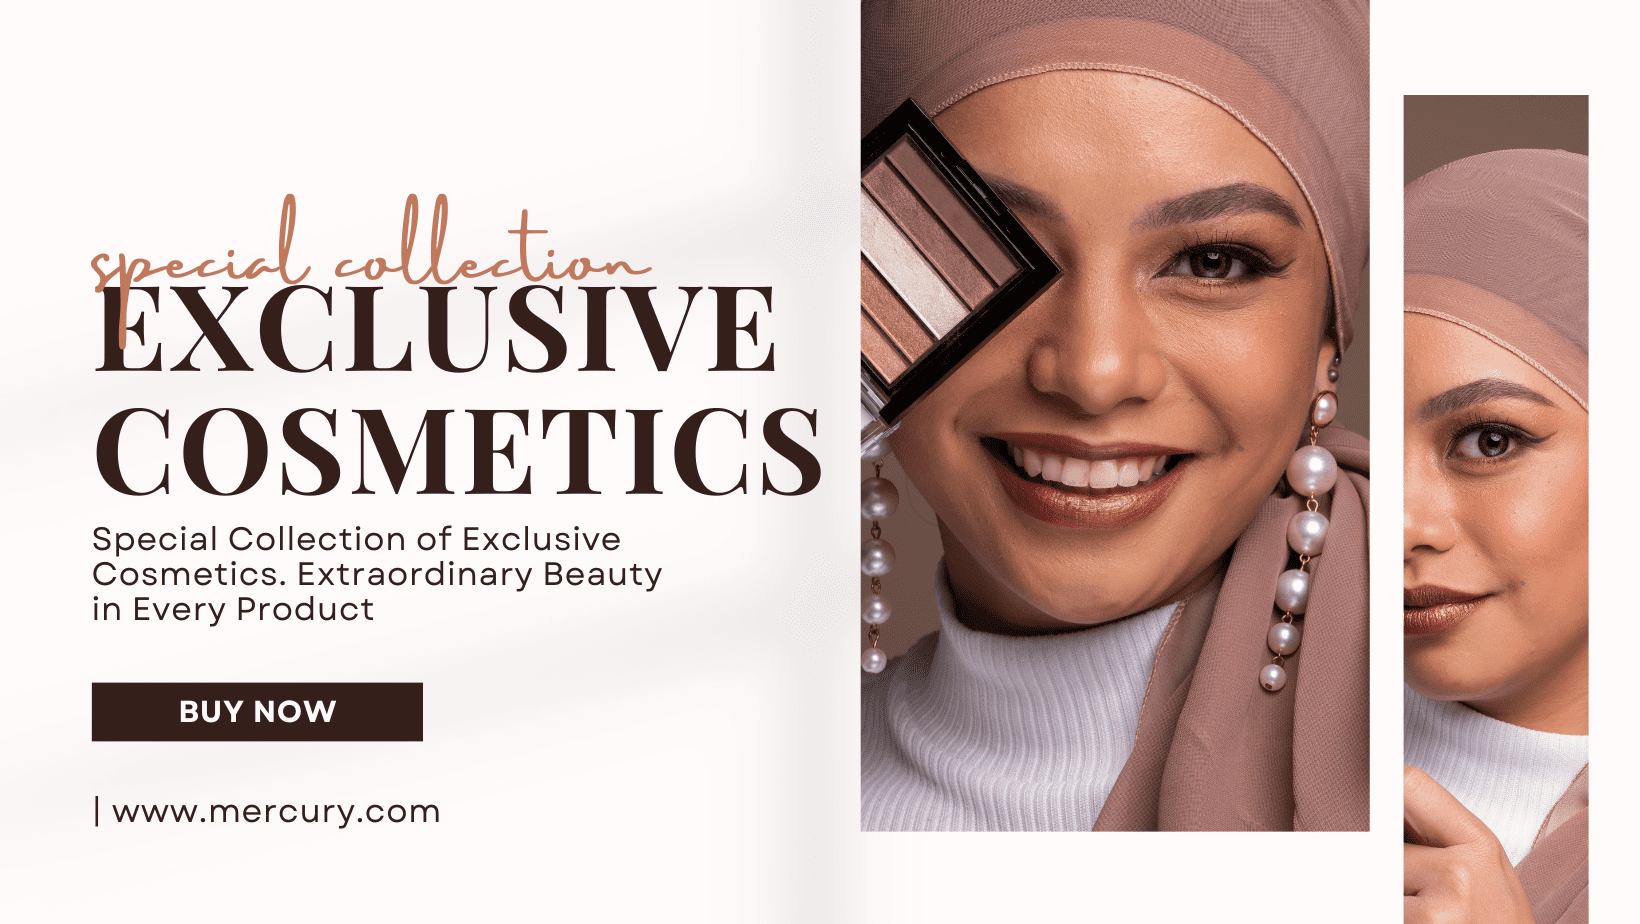 special collection
EXCLUSIVE
COSMETICS
Special Collection of Exclusive
Cosmetics. Extraordinary Beauty
in Every Product
BUY NOW
| www.mercury.com